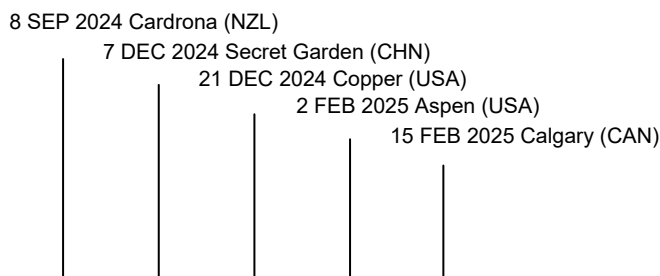 8 SEP 2024 Cardrona (NZL)
7 DEC 2024 Secret Garden (CHN)
21 DEC 2024 Copper (USA)
2 FEB 2025 Aspen (USA)
15 FEB 2025 Calgary (CAN)